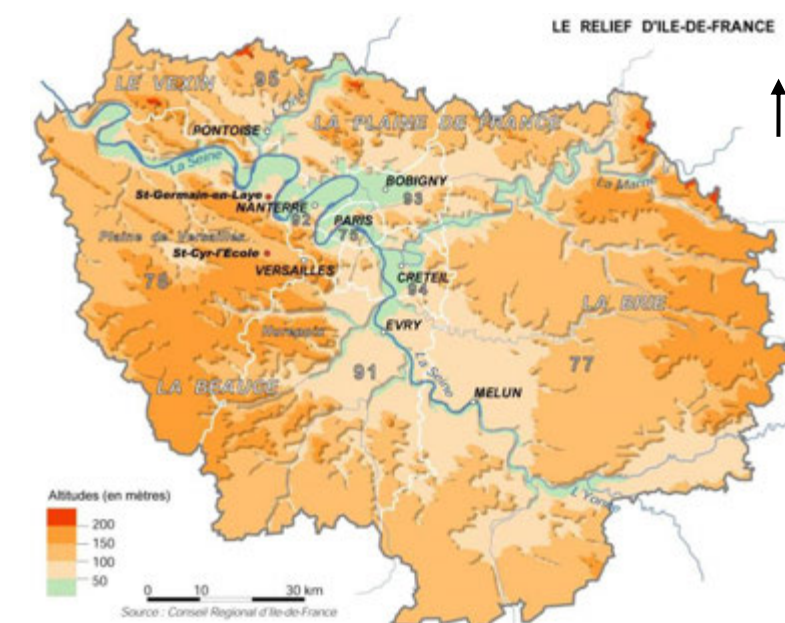 LE RELIEF D'ILE-DE-FRANCE
LE VEXIN
95
Oise
PONTOISE
LA PLAINE DE FRANCE
La Seine
La Marne
BOBIGNY
93
St-Germain-en-Laye
NANTERRE
92
PARIS
75
Plaine de Versailles
St-Cyr-l'Ecole
VERSAILLES
78
CRETEIL
94
LA BRIE
Hurepoix
EVRY
77
LA BEAUCE
91
La Seine
MELUN
L'Yonne
Altitudes (en mètres)
200
150
100
50
0 10 30 km
Source : Conseil Regional d'Ile-de-France